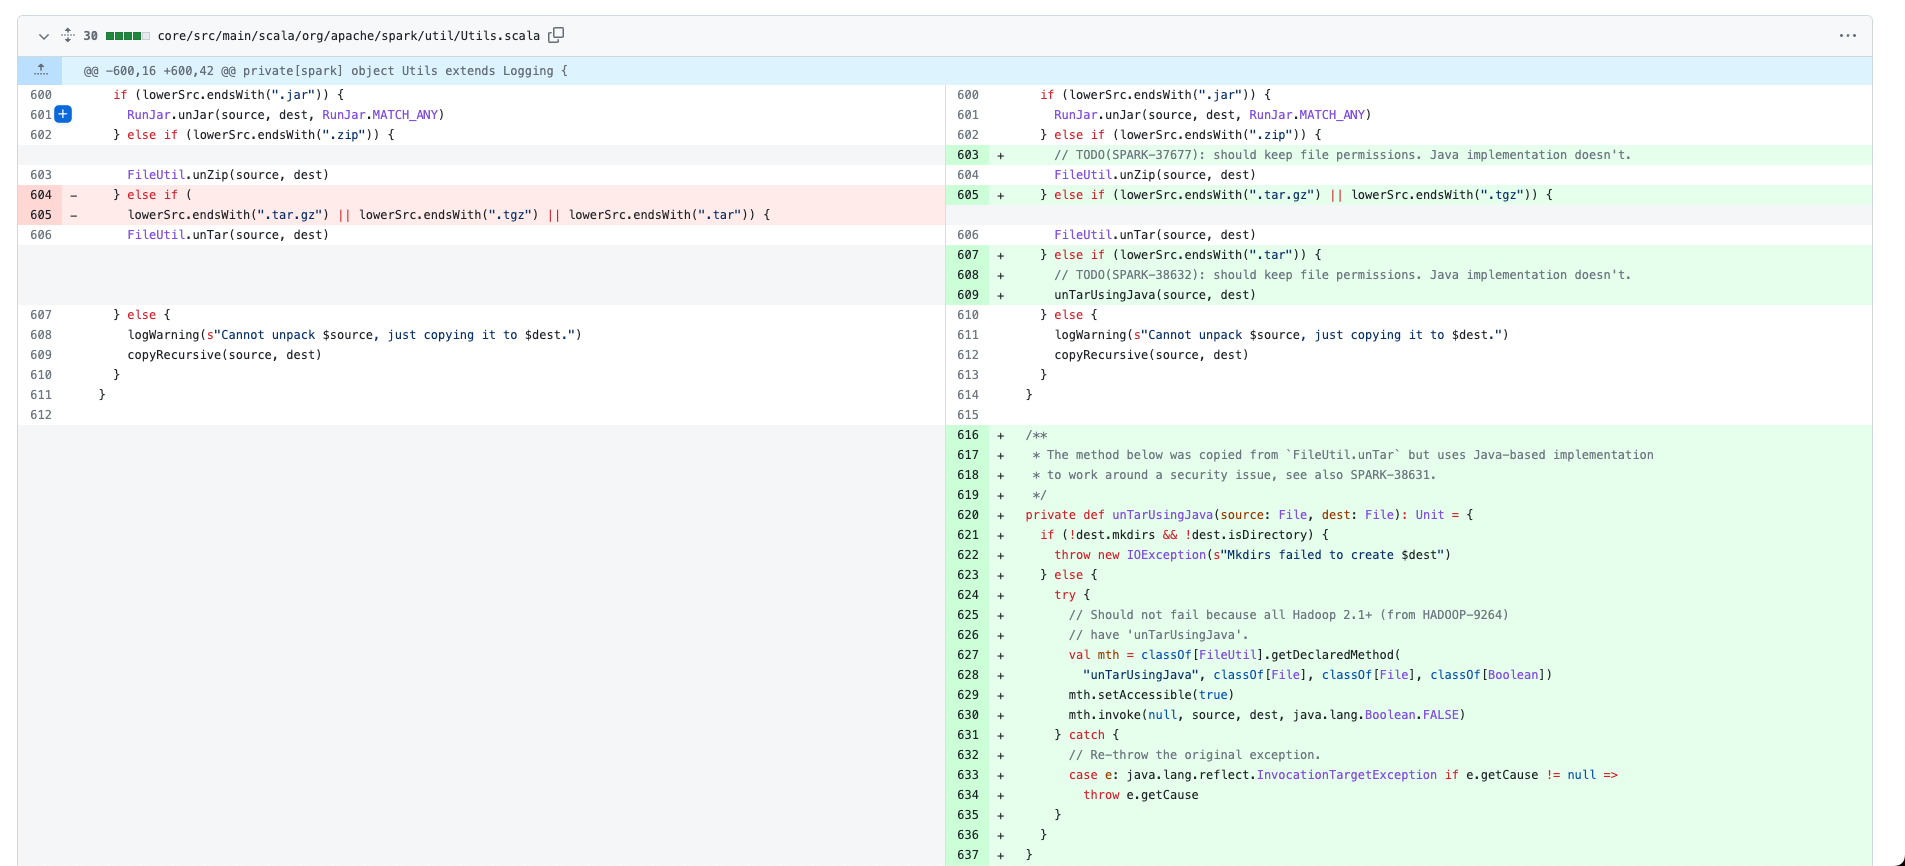 30 core/src/main/scala/org/apache/spark/util/Utils.scala
@@ -600,16 +600,42 @@ private[spark] object Utils extends Logging {
600 if (lowerSrc.endsWith(".jar")) {
601 + RunJar.unJar(source, dest, RunJar.MATCH_ANY)
602 } else if (lowerSrc.endsWith(".zip")) {
603 FileUtil.unZip(source, dest)
604 - } else if (
605 - lowerSrc.endsWith(".tar.gz") || lowerSrc.endsWith(".tgz") || lowerSrc.endsWith(".tar")) {
606 FileUtil.unTar(source, dest)
607 } else {
608 logWarning(s"Cannot unpack $source, just copying it to $dest.")
609 copyRecursive(source, dest)
610 }
611 }
612
600 if (lowerSrc.endsWith(".jar")) {
601 RunJar.unJar(source, dest, RunJar.MATCH_ANY)
602 } else if (lowerSrc.endsWith(".zip")) {
603 + // TODO(SPARK-37677): should keep file permissions. Java implementation doesn't.
604 FileUtil.unZip(source, dest)
605 + } else if (lowerSrc.endsWith(".tar.gz") || lowerSrc.endsWith(".tgz")) {
606 FileUtil.unTar(source, dest)
607 + } else if (lowerSrc.endsWith(".tar")) {
608 + // TODO(SPARK-38632): should keep file permissions. Java implementation doesn't.
609 + unTarUsingJava(source, dest)
610 } else {
611 logWarning(s"Cannot unpack $source, just copying it to $dest.")
612 copyRecursive(source, dest)
613 }
614 }
615
616 + /**
617 + * The method below was copied from `FileUtil.unTar` but uses Java-based implementation
618 + * to work around a security issue, see also SPARK-38631.
619 + */
620 + private def unTarUsingJava(source: File, dest: File): Unit = {
621 + if (!dest.mkdirs && !dest.isDirectory) {
622 + throw new IOException(s"Mkdirs failed to create $dest")
623 + } else {
624 + try {
625 + // Should not fail because all Hadoop 2.1+ (from HADOOP-9264)
626 + // have 'unTarUsingJava'.
627 + val mth = classOf[FileUtil].getDeclaredMethod(
628 + "unTarUsingJava", classOf[File], classOf[File], classOf[Boolean])
629 + mth.setAccessible(true)
630 + mth.invoke(null, source, dest, java.lang.Boolean.FALSE)
631 + } catch {
632 + // Re-throw the original exception.
633 + case e: java.lang.reflect.InvocationTargetException if e.getCause != null =>
634 + throw e.getCause
635 + }
636 + }
637 + }